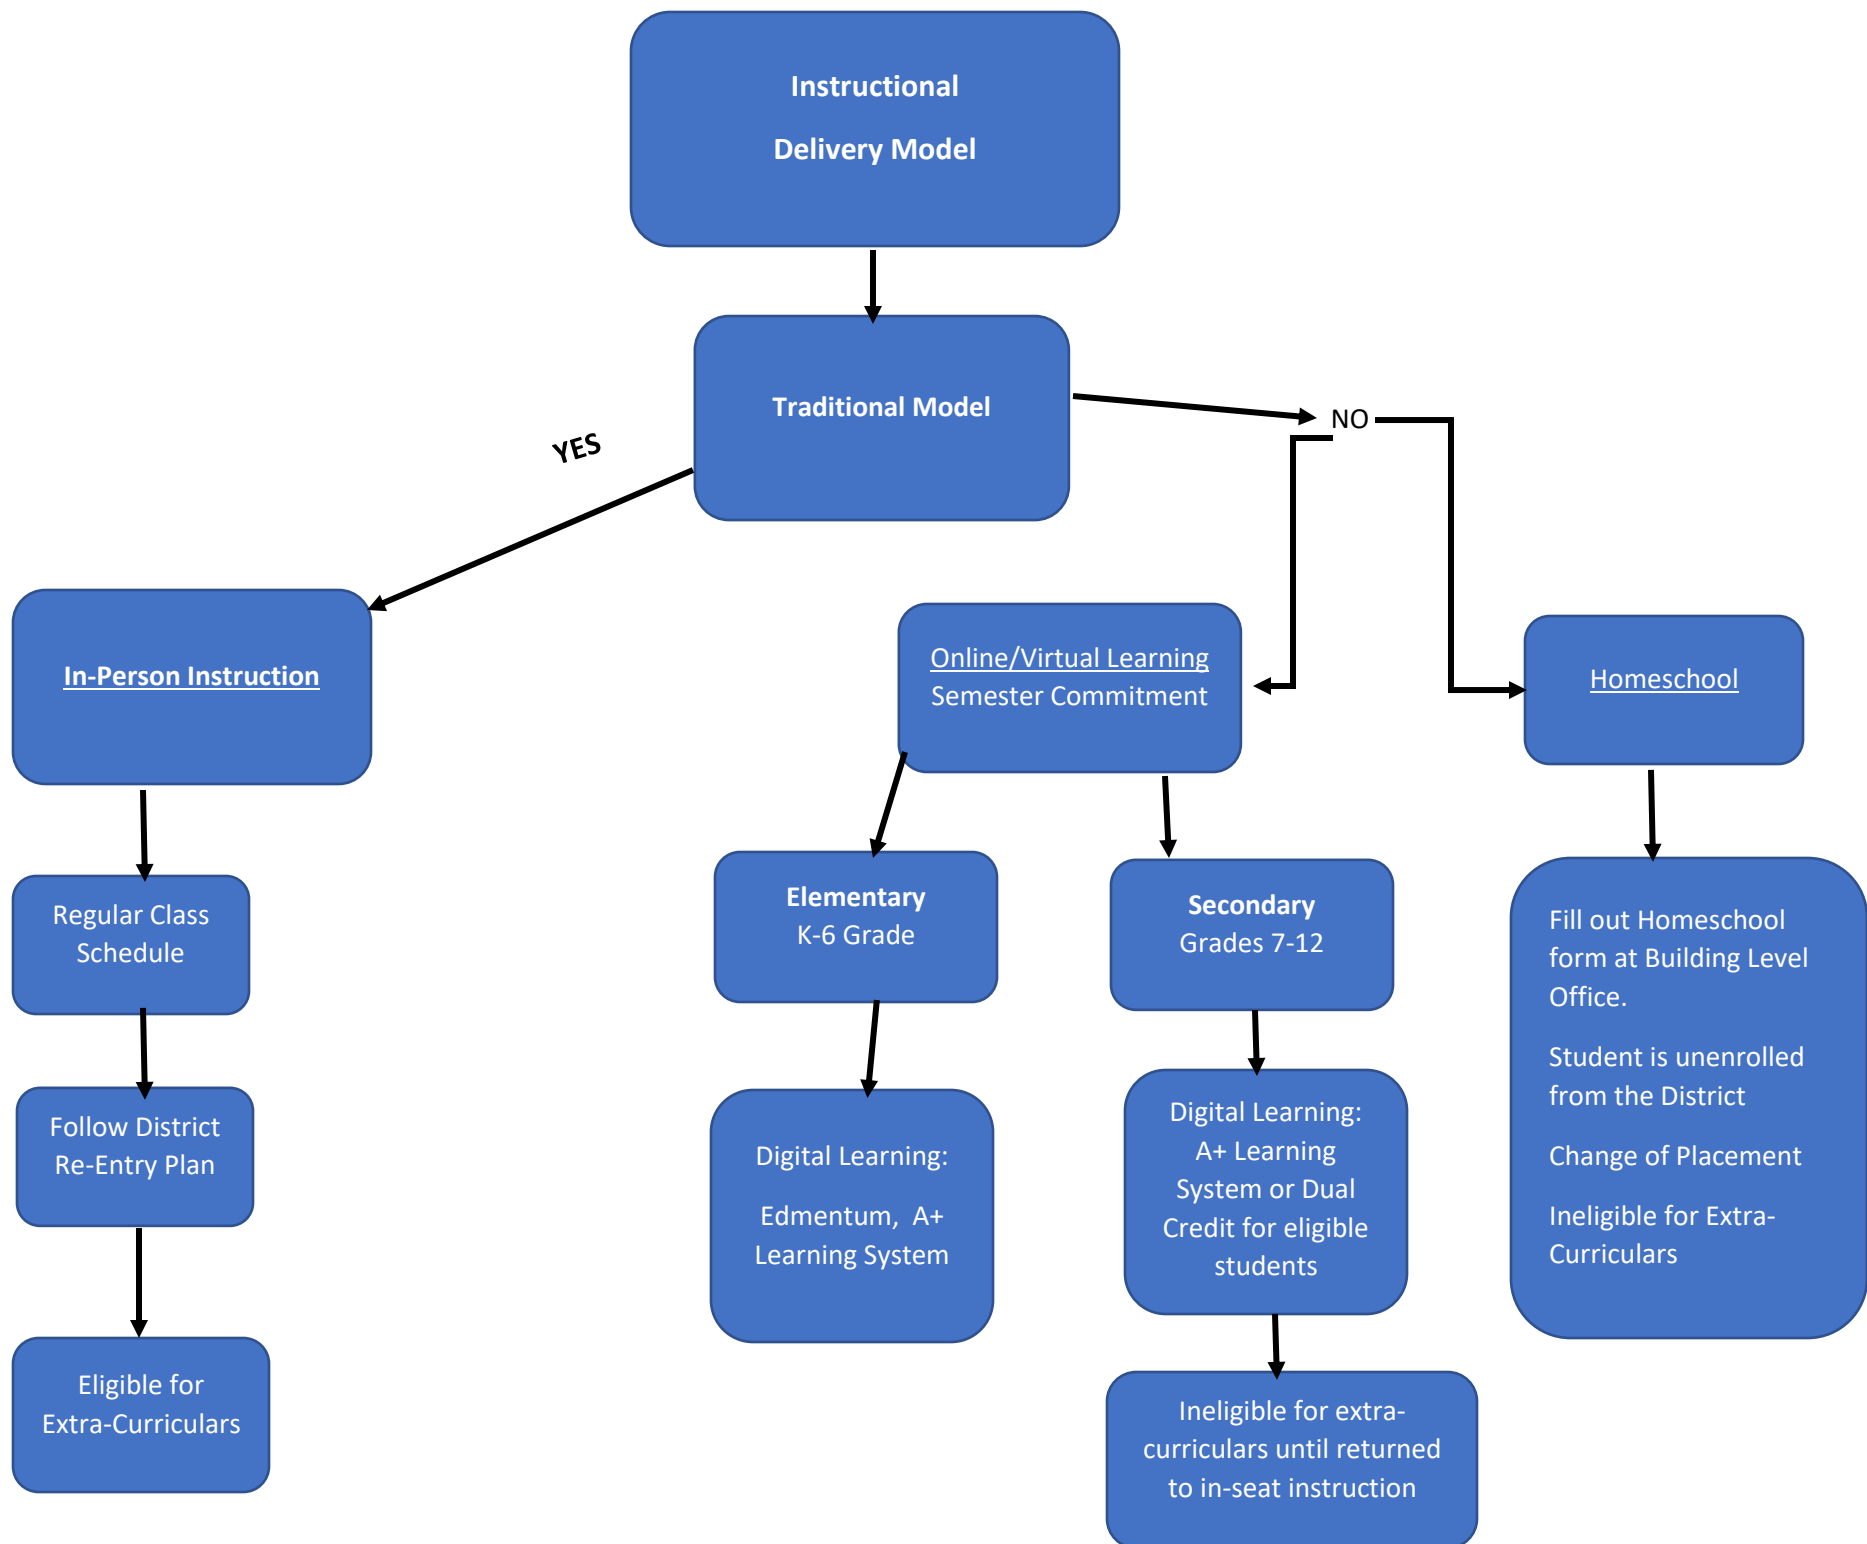 Instructional
Delivery Model
Traditional Model
YES
NO
In-Person Instruction
Online/Virtual Learning
Semester Commitment
Homeschool
Regular Class
Schedule
Elementary
K-6 Grade
Secondary
Grades 7-12
Fill out Homeschool
form at Building Level
Office.
Student is unenrolled
from the District
Change of Placement
Ineligible for Extra-
Curriculars
Follow District
Re-Entry Plan
Digital Learning:
Edmentum,  A+
Learning System
Digital Learning:
A+ Learning
System or Dual
Credit for eligible
students
Eligible for
Extra-Curriculars
Ineligible for extra-
curriculars until returned
to in-seat instruction